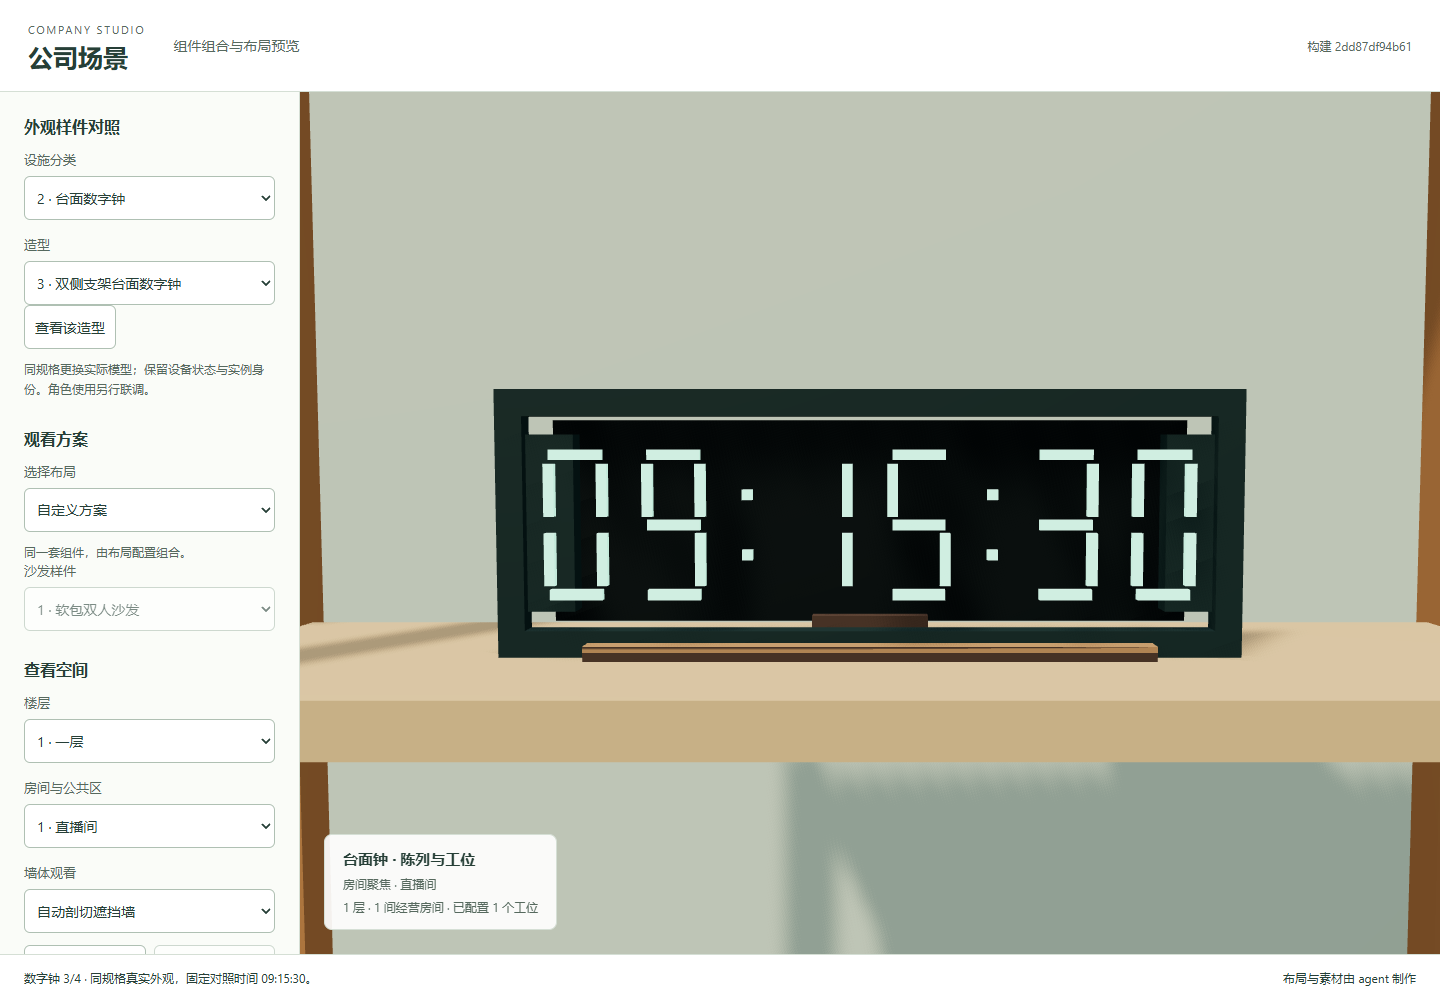 COMPANY STUDIO
公司场景
组件组合与布局预览
构建 2dd87df94b61
外观样件对照
设施分类
2 · 台面数字钟
造型
3 · 双侧支架台面数字钟
查看该造型
同规格更换实际模型；保留设备状态与实例身
份。角色使用另行联调。
观看方案
选择布局
自定义方案
同一套组件，由布局配置组合。
沙发样件
1 · 软包双人沙发
查看空间
楼层
1 · 一层
房间与公共区
1 · 直播间
墙体观看
自动剖切遮挡墙
09:15:30
台面钟 · 陈列与工位
房间聚焦 · 直播间
1 层 · 1 间经营房间 · 已配置 1 个工位
数字钟 3/4 · 同规格真实外观，固定对照时间 09:15:30。
布局与素材由 agent 制作